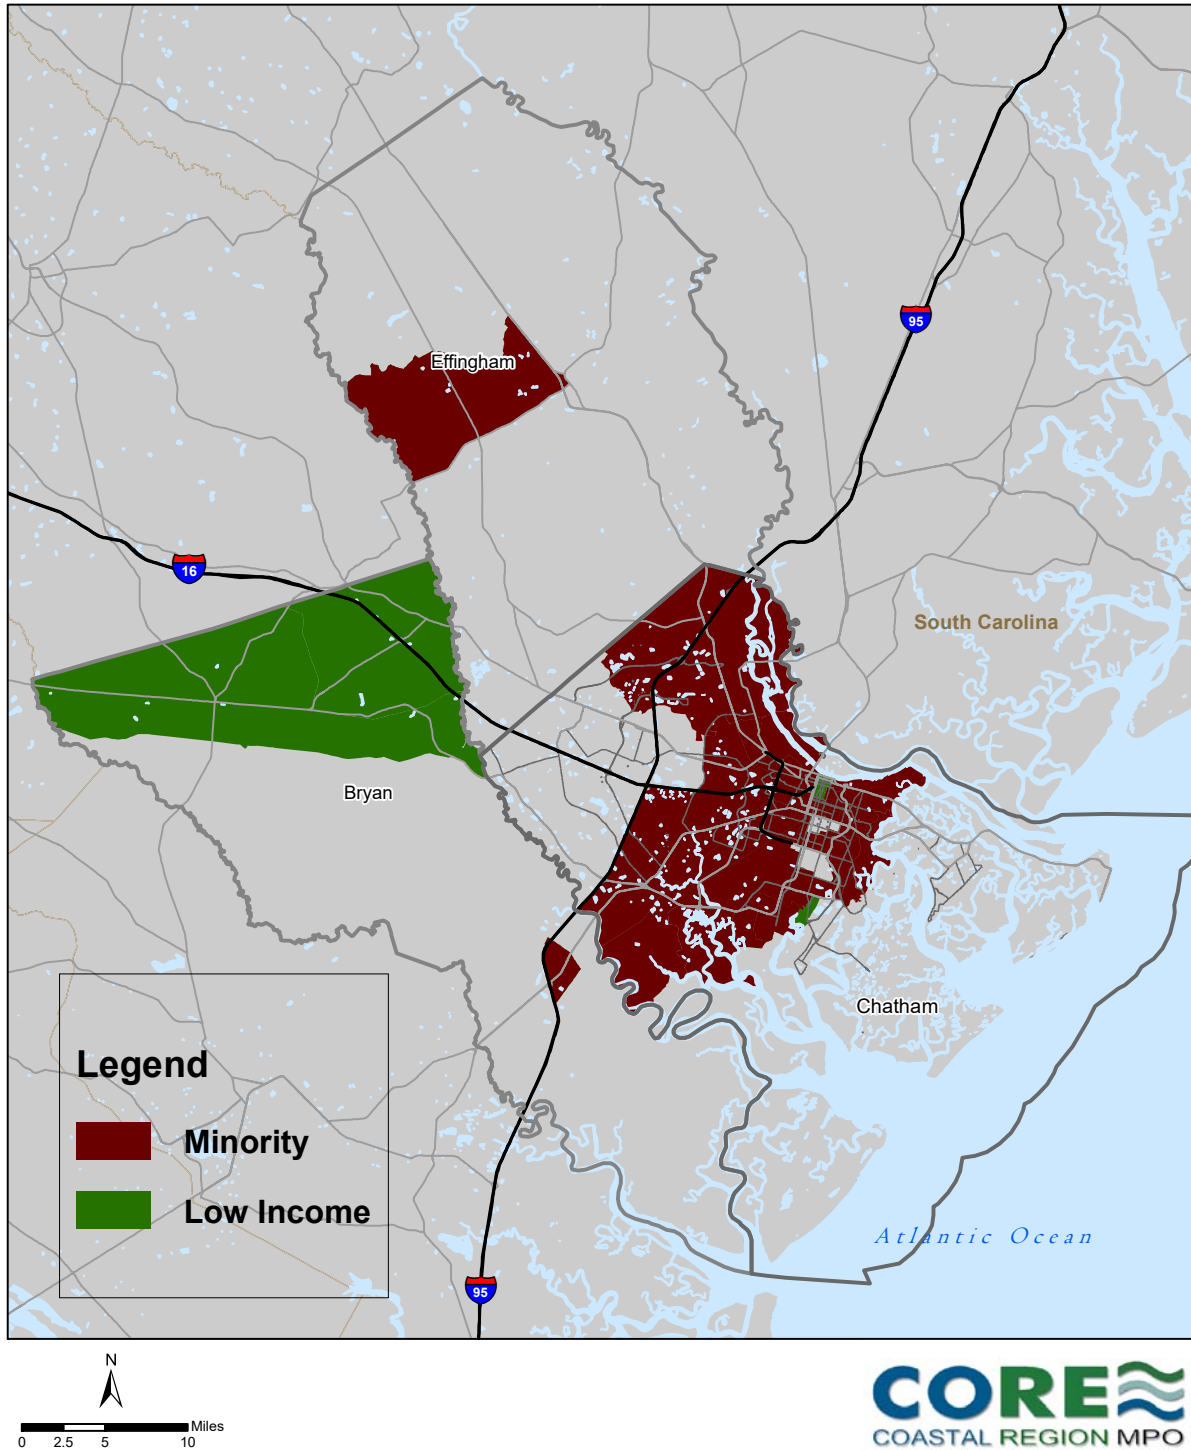 95
Effingham
16
South Carolina
Bryan
Chatham
Legend
Minority
Low Income
Atlantic Ocean
95
N
Miles
0 2.5 5 10
CORE
COASTAL REGION MPO